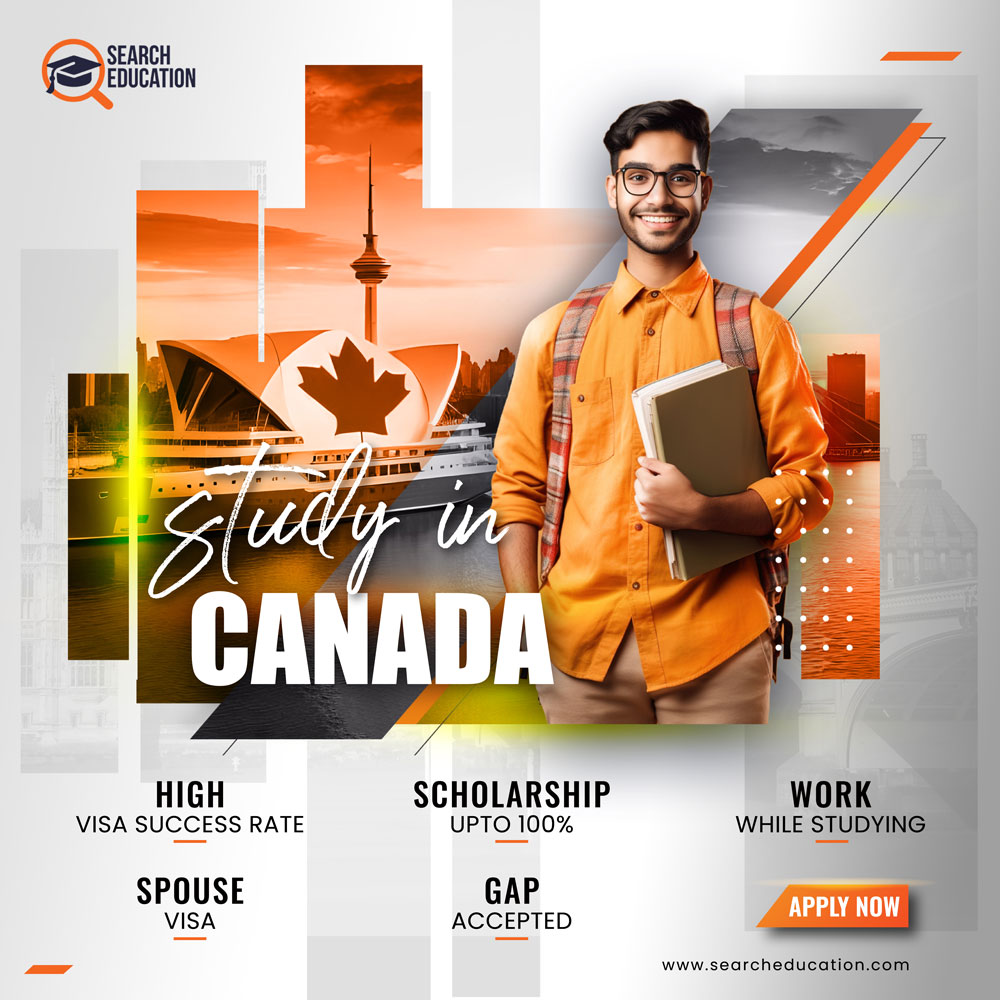 SEARCH
EDUCATION
study in
CANADA
HIGH
VISA SUCCESS RATE
SCHOLARSHIP
UPTO 100%
WORK
WHILE STUDYING
SPOUSE
VISA
GAP
ACCEPTED
APPLY NOW
www.searcheducation.com